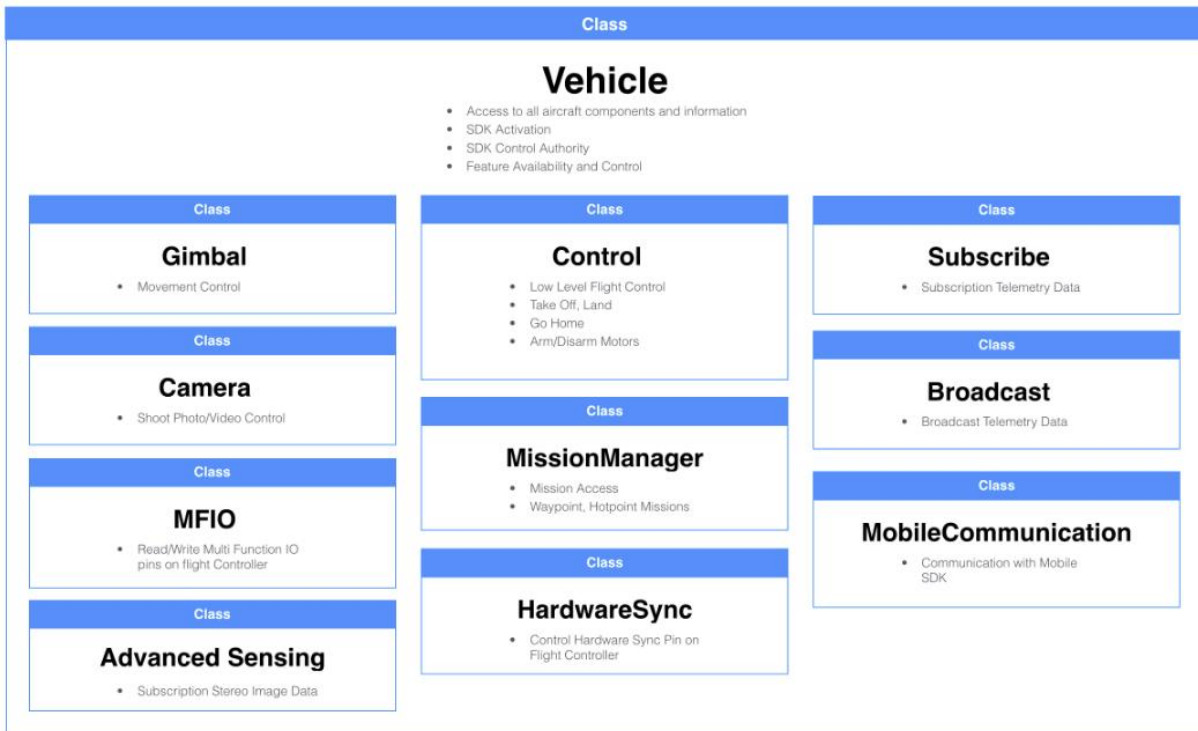 Class
Vehicle
• Access to all aircraft components and information
• SDK Activation
• SDK Control Authority
• Feature Availability and Control
Class
Gimbal
• Movement Control
Class
Camera
• Shoot Photo/Video Control
Class
MFIO
• Read/Write Multi Function IO
pins on flight Controller
Class
Advanced Sensing
• Subscription Stereo Image Data
Class
Control
• Low Level Flight Control
• Take Off, Land
• Go Home
• Arm/Disarm Motors
Class
MissionManager
• Mission Access
• Waypoint, Hotpoint Missions
Class
HardwareSync
• Control Hardware Sync Pin on
Flight Controller
Class
Subscribe
• Subscription Telemetry Data
Class
Broadcast
• Broadcast Telemetry Data
Class
MobileCommunication
• Communication with Mobile
SDK